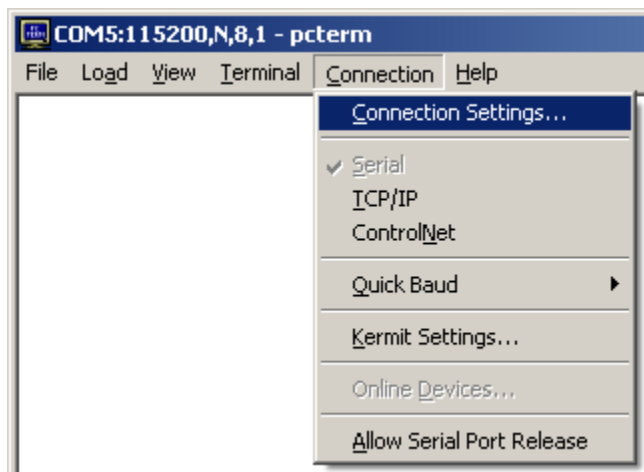 COM5:115200,N,8,1 - pcterm
File Load View Terminal Connection Help
Connection Settings...
Serial
TCP/IP
ControlNet
Quick Baud
Kermit Settings...
Online Devices...
Allow Serial Port Release